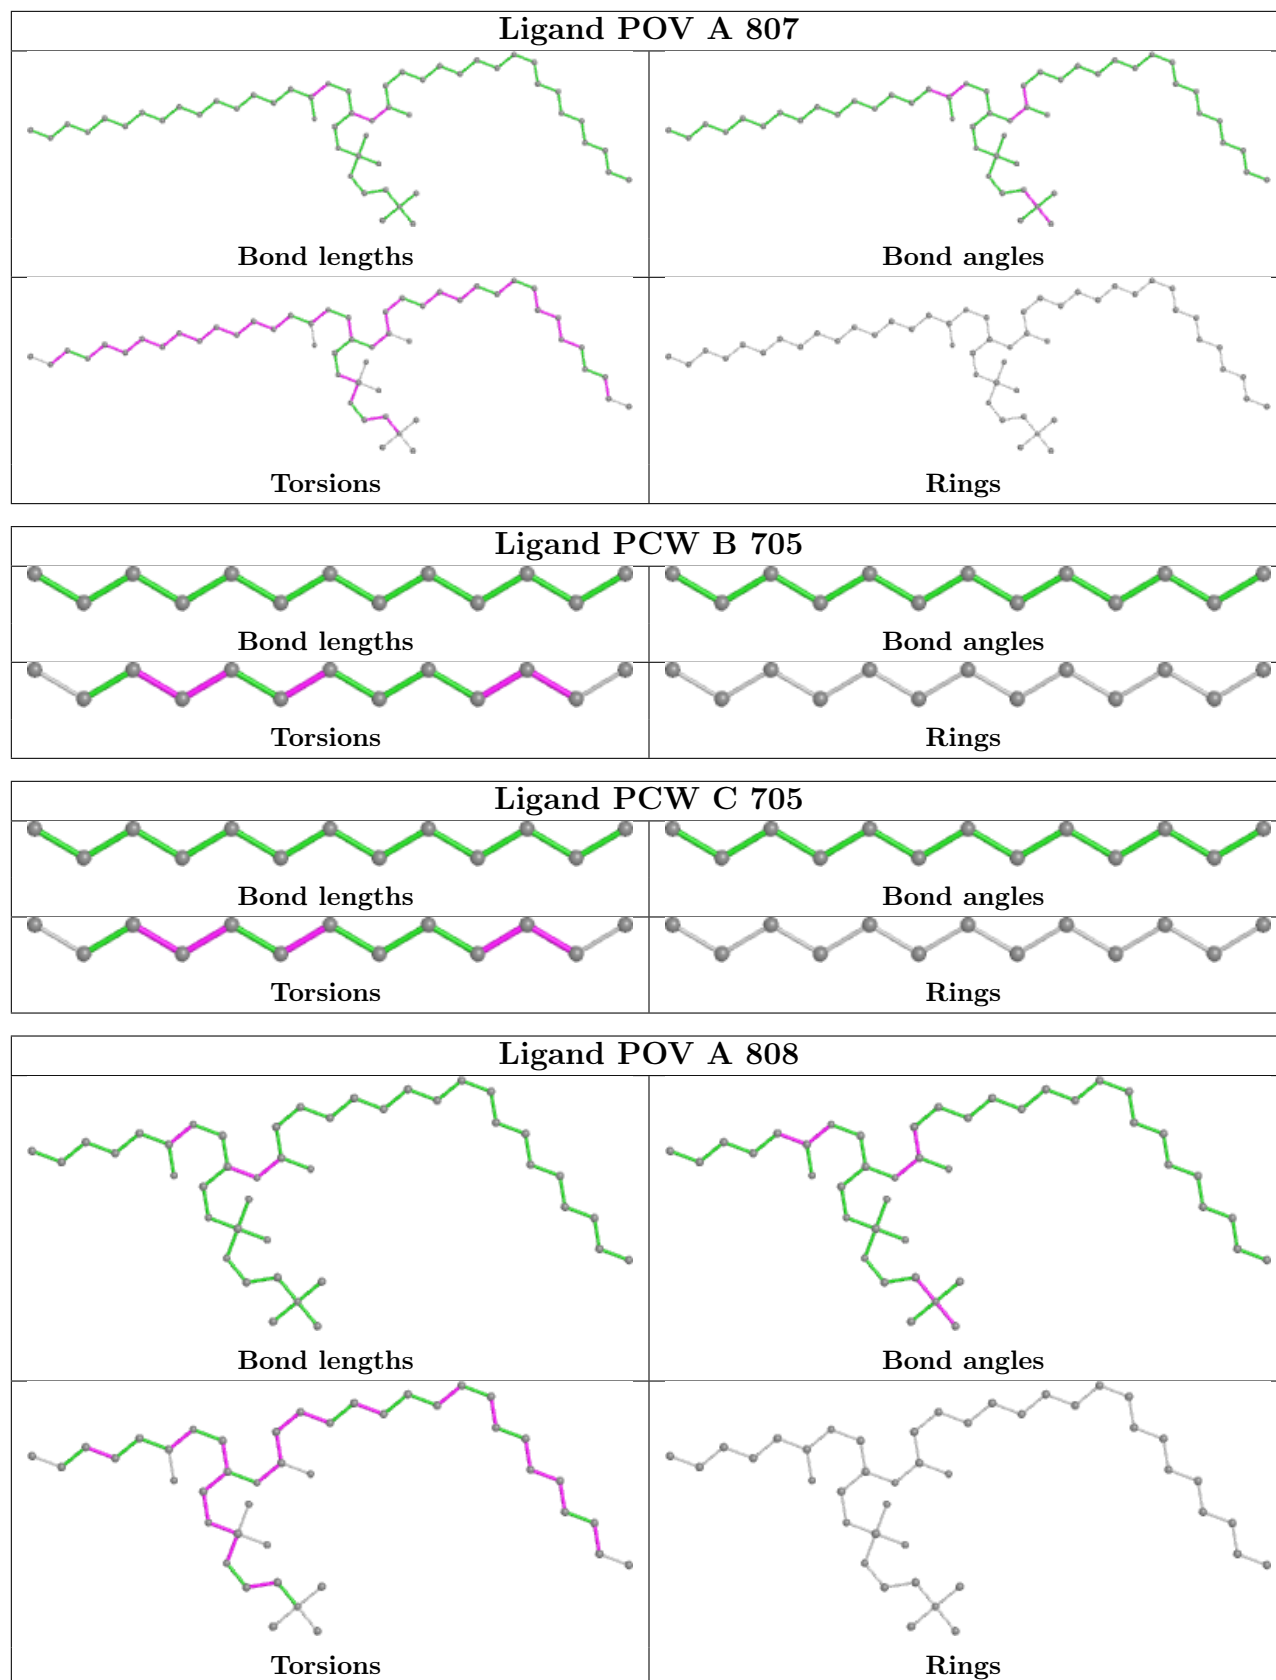 Ligand POV A 807
Bond lengths
Bond angles
Torsions
Rings
Ligand PCW B 705
Bond lengths
Bond angles
Torsions
Rings
Ligand PCW C 705
Bond lengths
Bond angles
Torsions
Rings
Ligand POV A 808
Bond lengths
Bond angles
Torsions
Rings